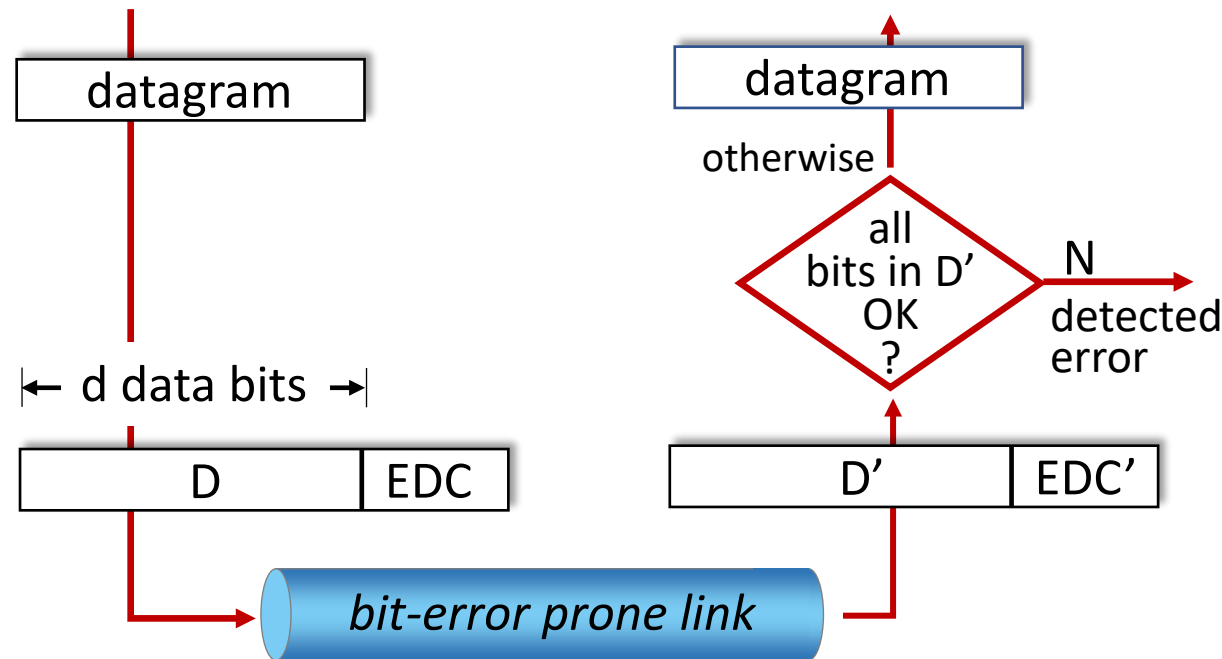 datagram
d data bits
D
EDC
bit-error prone link
datagram
otherwise
all
bits in D’
OK
?
N
detected
error
D’
EDC’